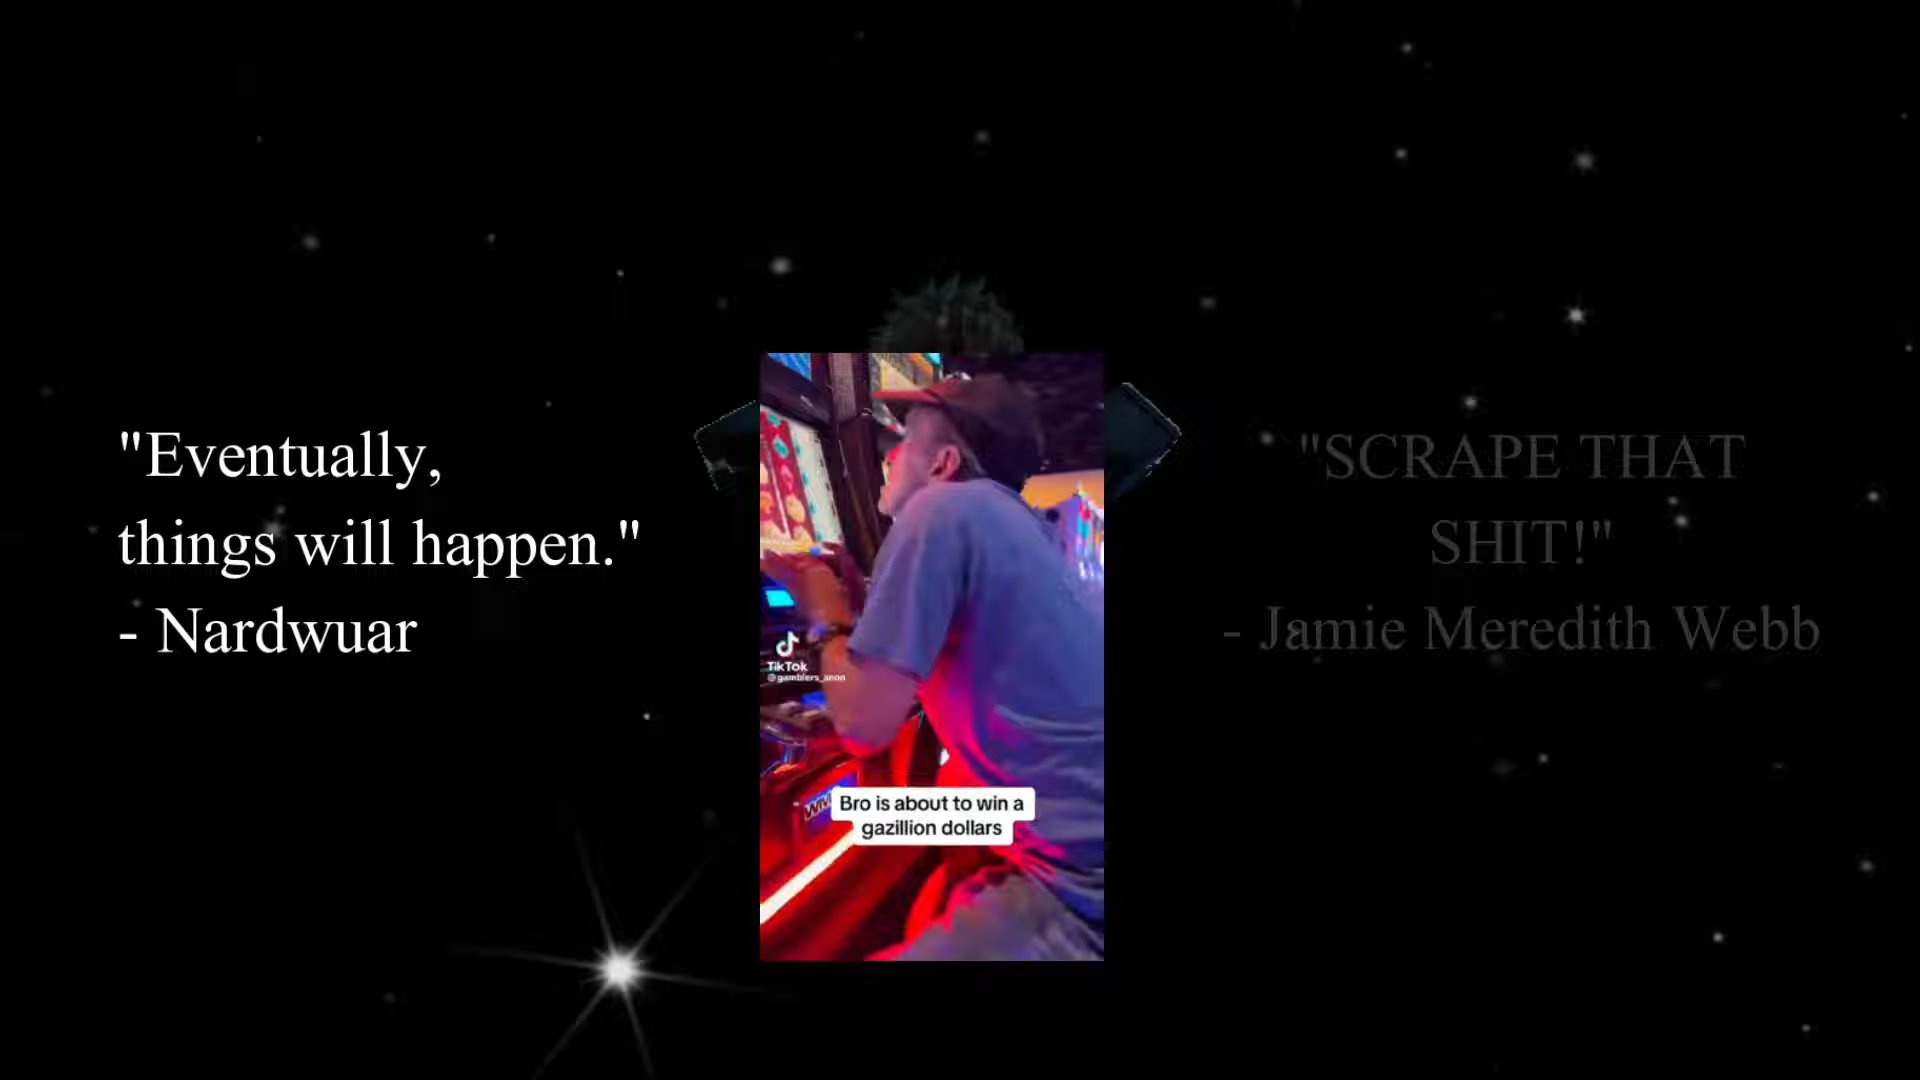 "Eventually,
things will happen."
- Nardwuar
"SCRAPE THAT
SHIT!"
- Jamie Meredith Webb
TikTok
@gamblers_anon
Bro is about to win a
gazillion dollars